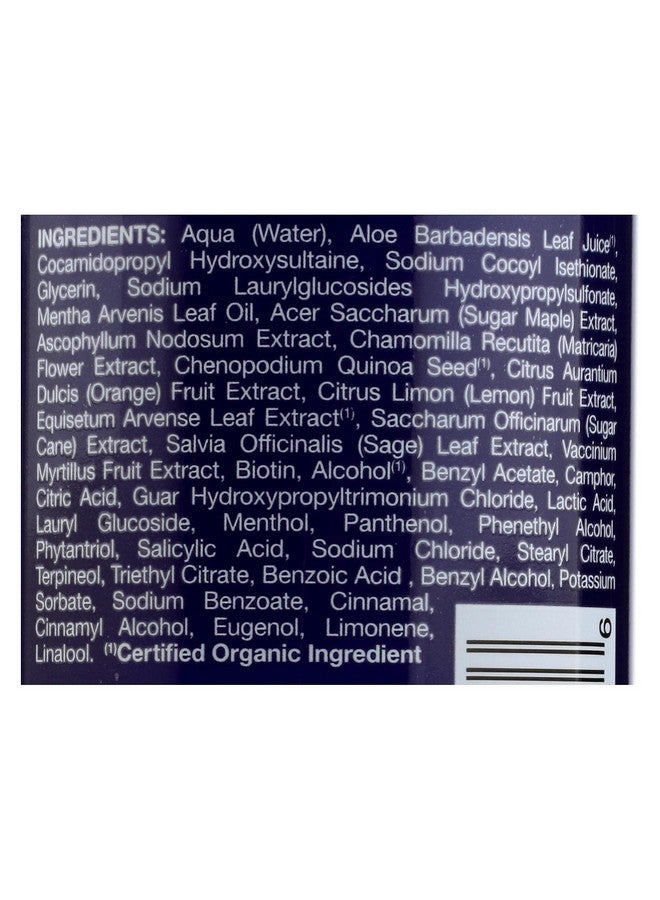 INGREDIENTS: Aqua (Water), Aloe Barbadensis Leaf Juice(1),
Cocamidopropyl Hydroxysultaine, Sodium Cocoyl Isethionate,
Glycerin, Sodium Laurylglucosides Hydroxypropylsulfonate,
Mentha Arvenis Leaf Oil, Acer Saccharum (Sugar Maple) Extract,
Ascophyllum Nodosum Extract, Chamomilla Recutita (Matricaria)
Flower Extract, Chenopodium Quinoa Seed(1), Citrus Aurantium
Dulcis (Orange) Fruit Extract, Citrus Limon (Lemon) Fruit Extract,
Equisetum Arvense Leaf Extract(1), Saccharum Officinarum (Sugar
Cane) Extract, Salvia Officinalis (Sage) Leaf Extract, Vaccinium
Myrtillus Fruit Extract, Biotin, Alcohol(1), Benzyl Acetate, Camphor,
Citric Acid, Guar Hydroxypropyltrimonium Chloride, Lactic Acid,
Lauryl Glucoside, Menthol, Panthenol, Phenethyl Alcohol,
Phytantriol, Salicylic Acid, Sodium Chloride, Stearyl Citrate,
Terpineol, Triethyl Citrate, Benzoic Acid , Benzyl Alcohol, Potassium
Sorbate, Sodium Benzoate, Cinnamal,
Cinnamyl Alcohol, Eugenol, Limonene,
Linalool. (1)Certified Organic Ingredient
6